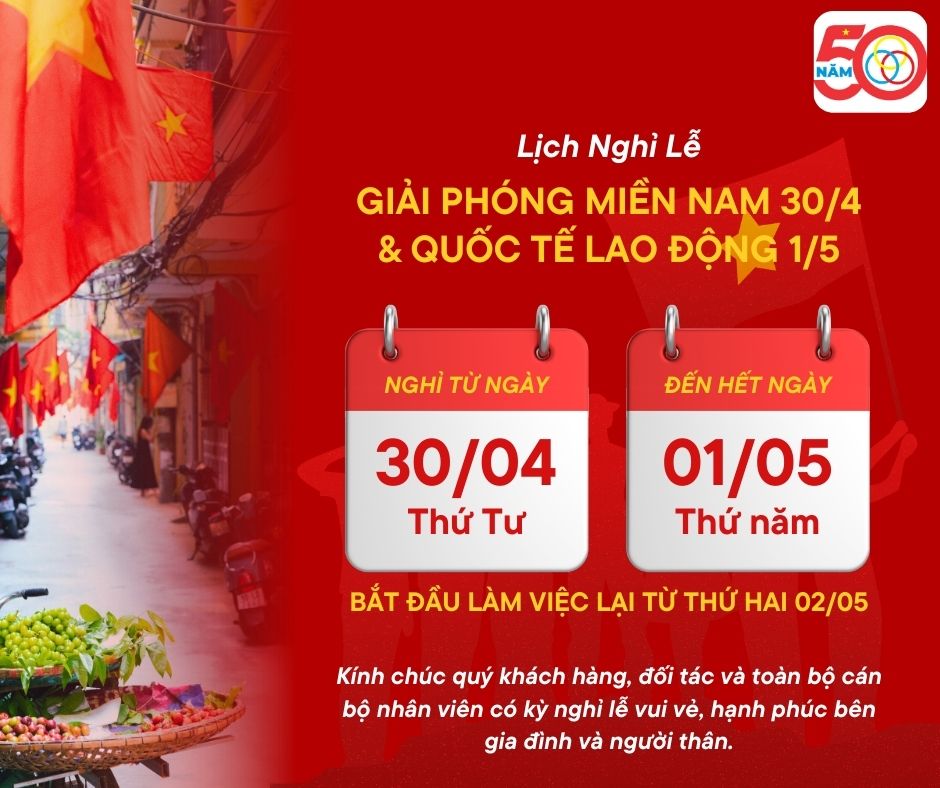 50
NĂM
Lịch Nghỉ Lễ
GIẢI PHÓNG MIỀN NAM 30/4
& QUỐC TẾ LAO ĐỘNG 1/5
NGHỈ TỪ NGÀY
30/04
Thứ Tư
ĐẾN HẾT NGÀY
01/05
Thứ năm
BẮT ĐẦU LÀM VIỆC LẠI TỪ THỨ HAI 02/05
Kính chúc quý khách hàng, đối tác và toàn bộ cán
bộ nhân viên có kỳ nghỉ lễ vui vẻ, hạnh phúc bên
gia đình và người thân.